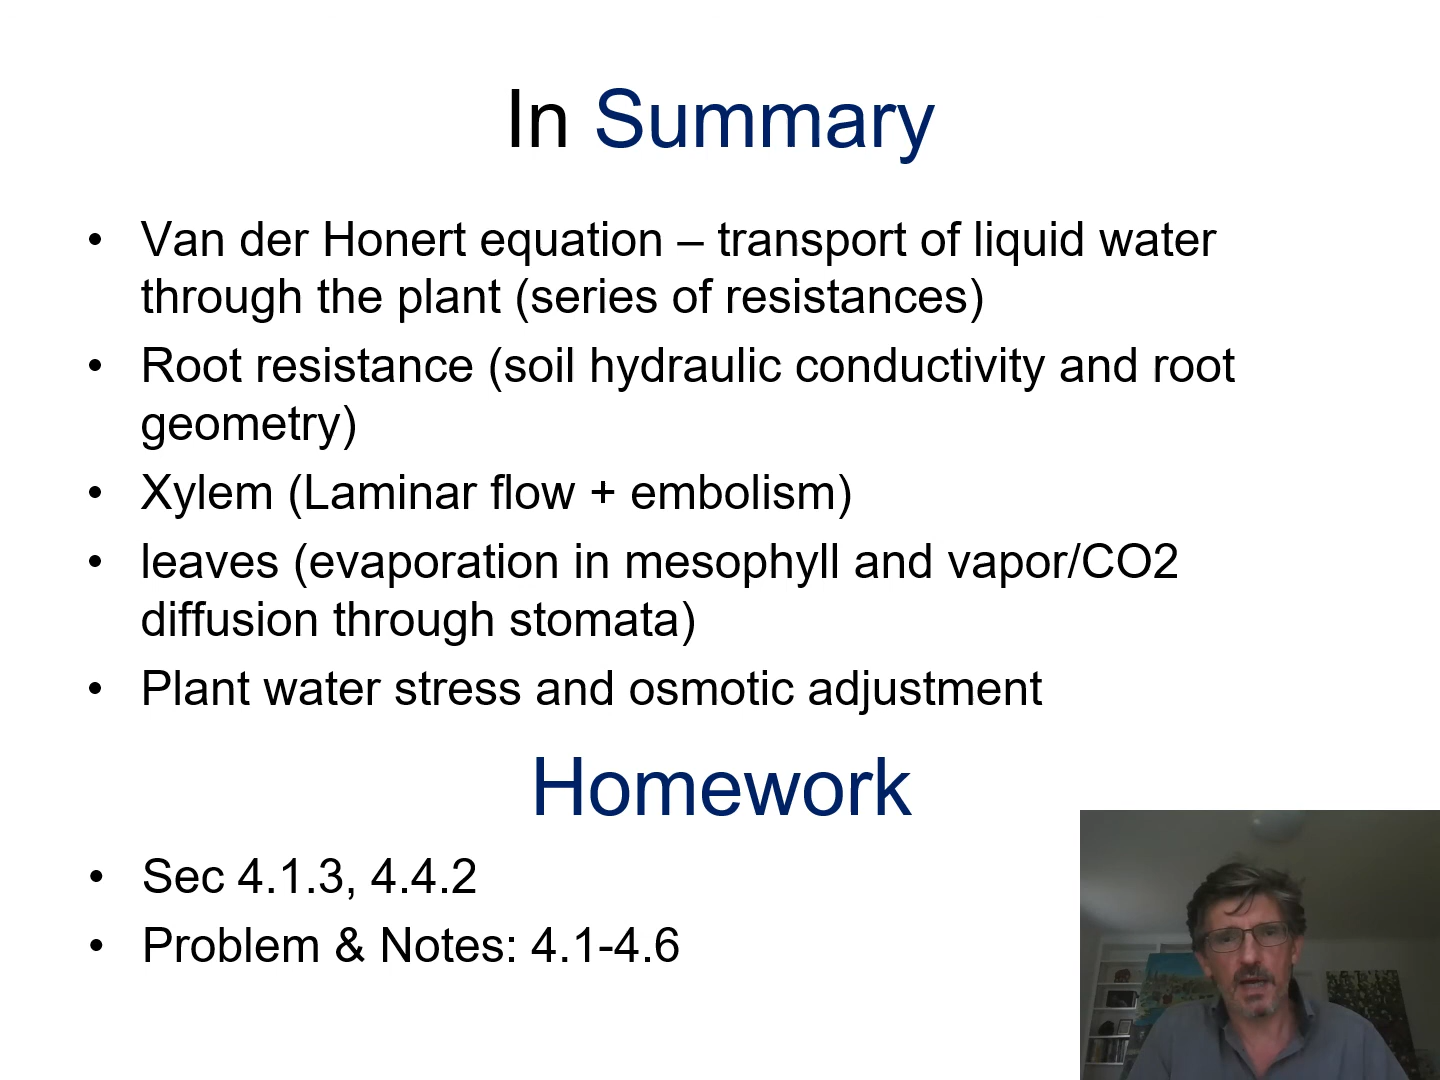 In Summary
• Van der Honert equation – transport of liquid water
through the plant (series of resistances)
• Root resistance (soil hydraulic conductivity and root
geometry)
• Xylem (Laminar flow + embolism)
• leaves (evaporation in mesophyll and vapor/CO2
diffusion through stomata)
• Plant water stress and osmotic adjustment
Homework
• Sec 4.1.3, 4.4.2
• Problem & Notes: 4.1-4.6